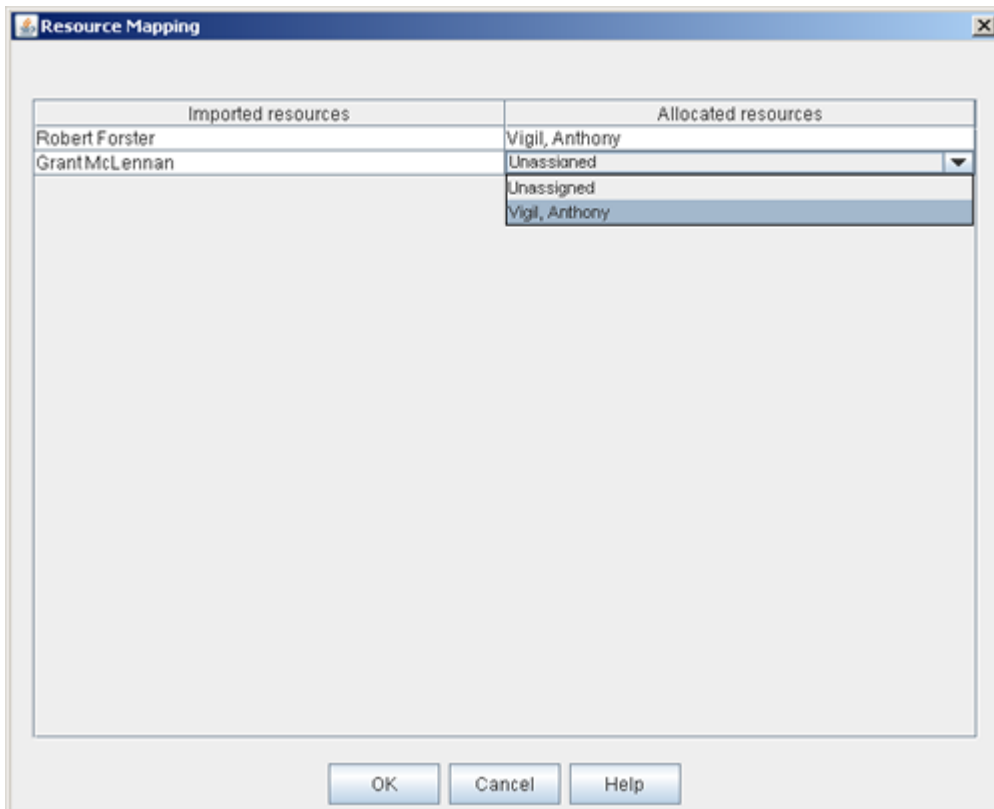 Resource Mapping
Imported resources Allocated resources
Robert Forster Vigil, Anthony
Grant McLennan Unassigned
Unassigned
Vigil, Anthony
OK Cancel Help